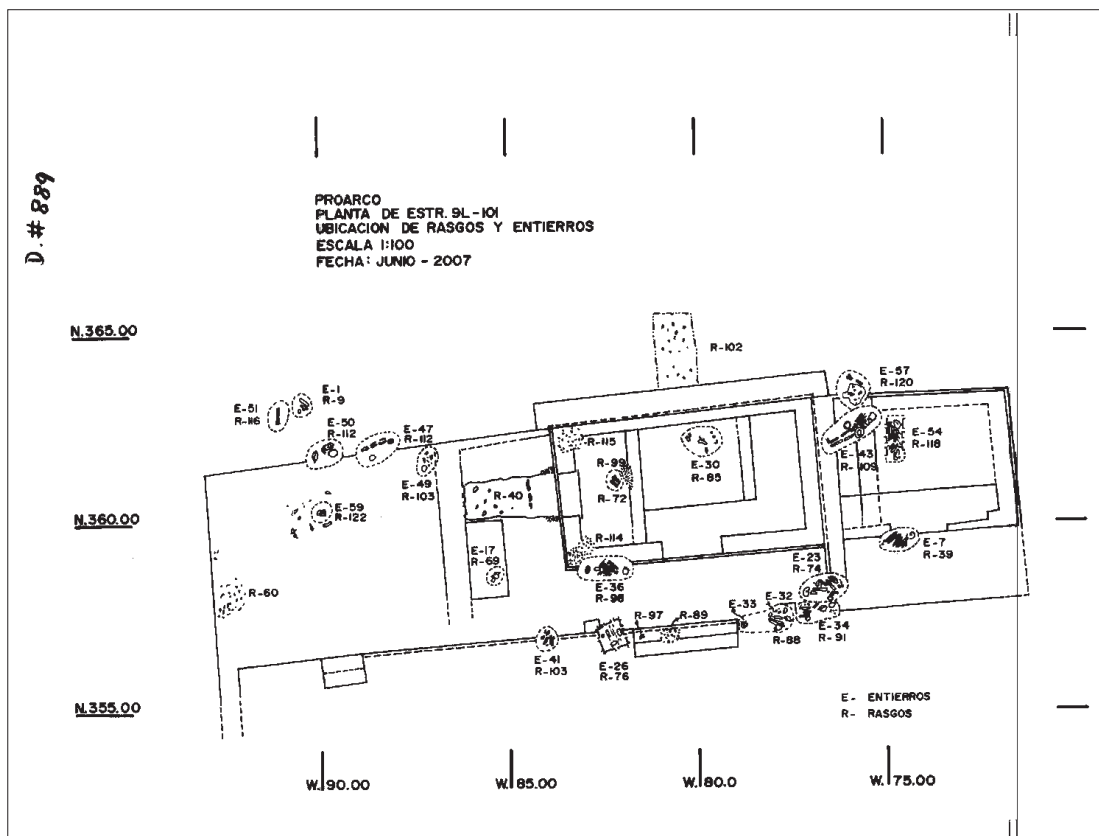 D.#889
PROARCO
PLANTA DE ESTR. 9L-101
UBICACION DE RASGOS Y ENTIERROS
ESCALA 1:100
FECHA: JUNIO - 2007
N.365.00
R-102
E-57
R-120
E-1
R-9
E-51
R-116
E-50
R-112
E-47
R-112
E-49
R-103
R-115
R-99
R-72
E-30
R-85
E-43
R-109
E-54
R-118
R-40
N.360.00
E-59
R-122
E-17
R-69
R-114
E-36
R-98
E-7
R-39
E-23
R-74
R-60
R-97
R-89
E-33
E-32
R-88
E-34
R-91
E-41
R-103
E-26
R-76
N.355.00
E- ENTIERROS
R- RASGOS
W.90.00
W.85.00
W.80.0
W.75.00